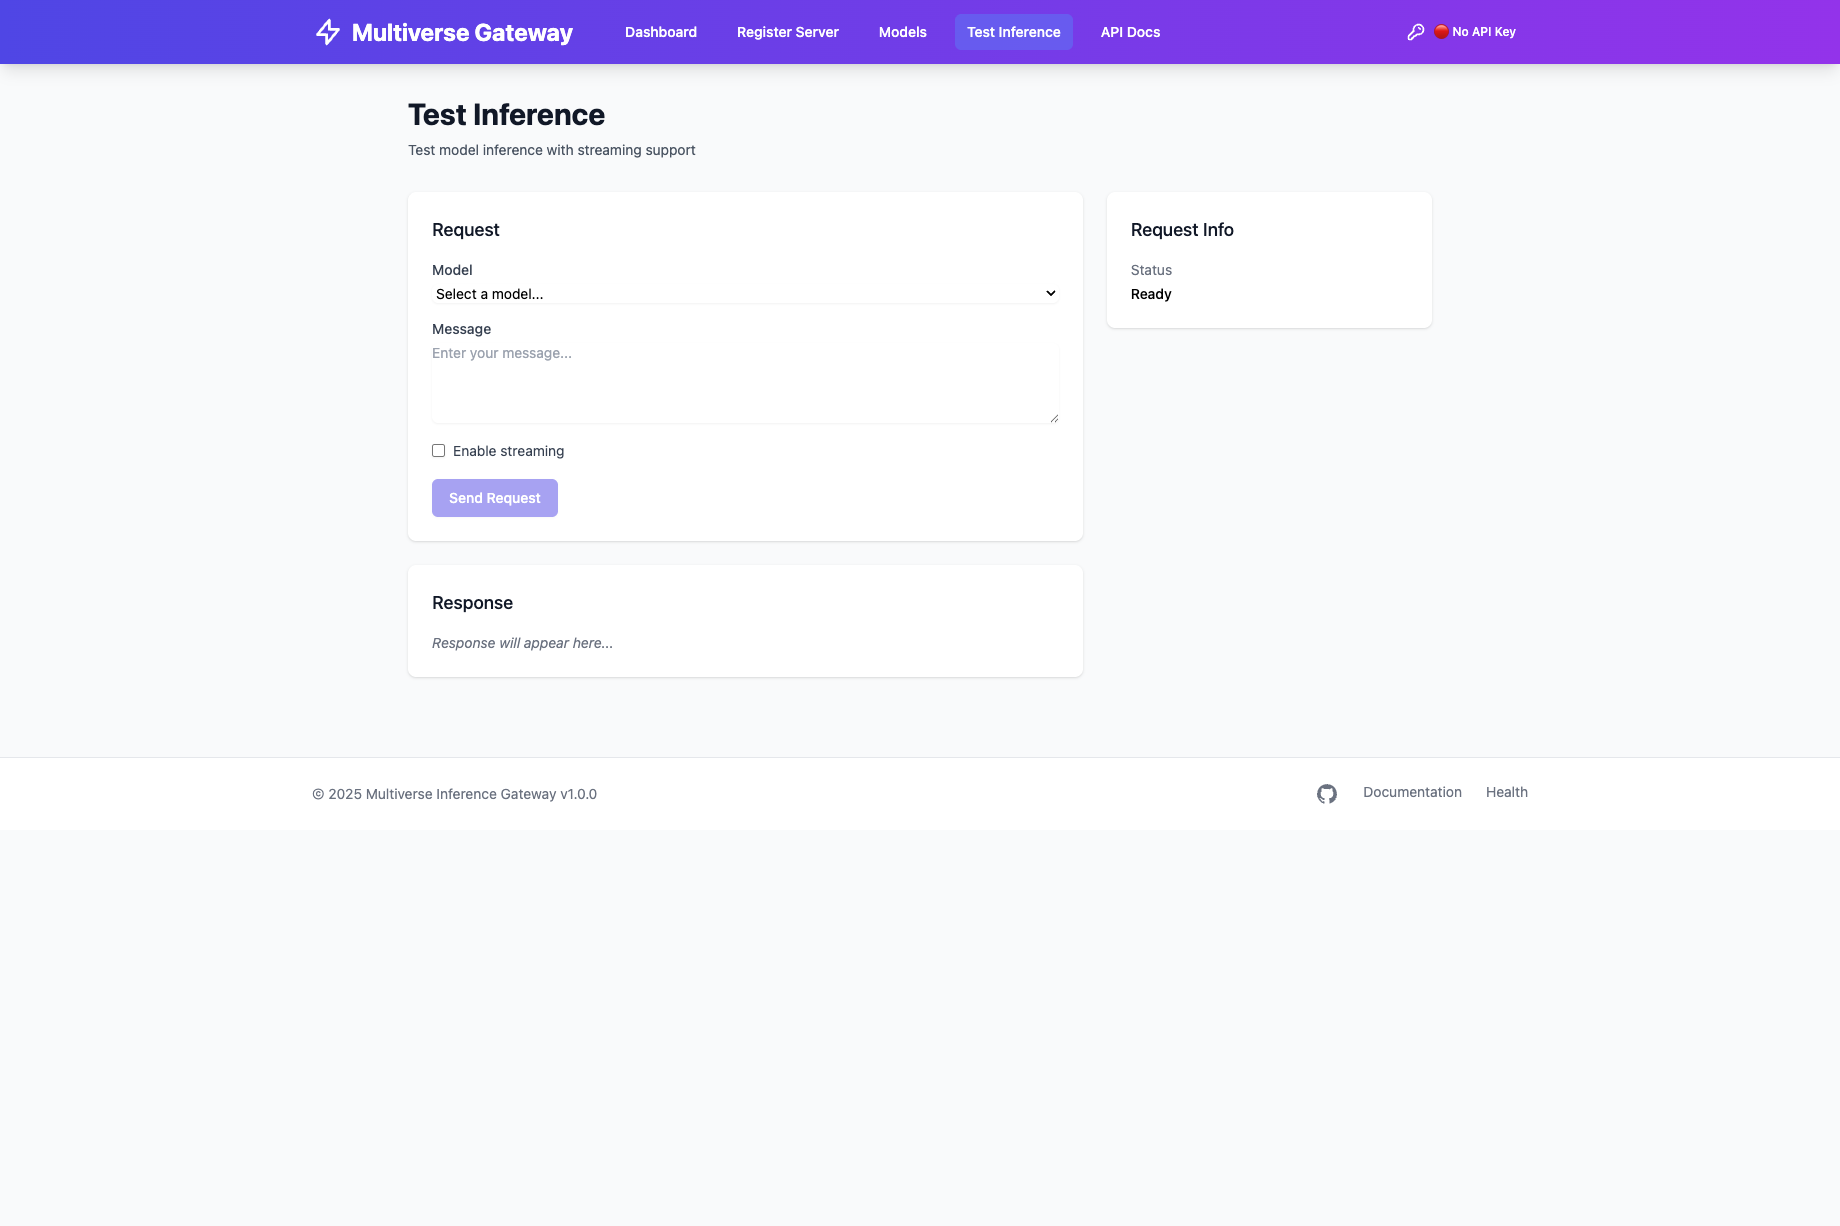 Multiverse Gateway
Dashboard
Register Server
Models
Test Inference
API Docs
No API Key
Test Inference
Test model inference with streaming support
Request
Model
Select a model...
Message
Enter your message...
Enable streaming
Send Request
Request Info
Status
Ready
Response
Response will appear here...
© 2025 Multiverse Inference Gateway v1.0.0
Documentation
Health